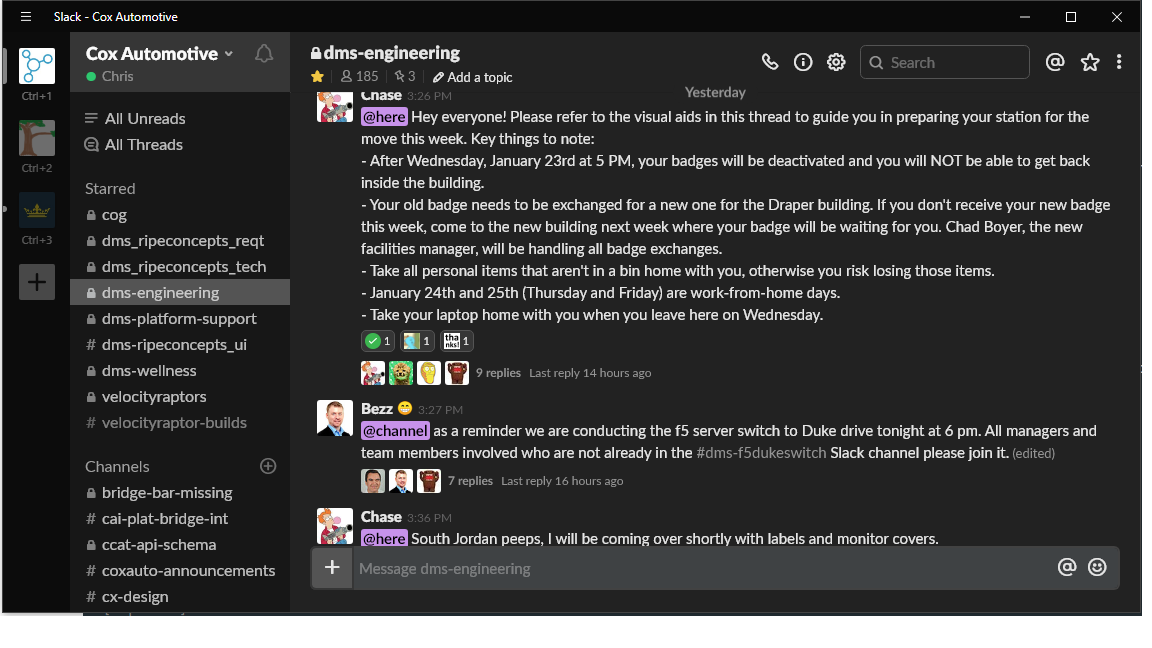 Slack - Cox Automotive
Ctrl+1
Ctrl+2
Ctrl+3
Cox Automotive
Chris
All Unreads
All Threads
Starred
cog
dms_ripeconcepts_reqt
dms_ripeconcepts_tech
dms-engineering
dms-platform-support
# dms-ripeconcepts_ui
dms-wellness
velocityraptors
# velocityraptor-builds
Channels
bridge-bar-missing
# cai-plat-bridge-int
ccat-api-schema
# coxauto-announcements
# cx-design
dms-engineering
185
3
Add a topic
Search
Yesterday
Chase 3:26 PM
@here Hey everyone! Please refer to the visual aids in this thread to guide you in preparing your station for the
move this week. Key things to note:
- After Wednesday, January 23rd at 5 PM, your badges will be deactivated and you will NOT be able to get back
inside the building.
- Your old badge needs to be exchanged for a new one for the Draper building. If you don't receive your new badge
this week, come to the new building next week where your badge will be waiting for you. Chad Boyer, the new
facilities manager, will be handling all badge exchanges.
- Take all personal items that aren't in a bin home with you, otherwise you risk losing those items.
- January 24th and 25th (Thursday and Friday) are work-from-home days.
- Take your laptop home with you when you leave here on Wednesday.
1 1 thanks! 1
9 replies Last reply 14 hours ago
Bezz 3:27 PM
@channel as a reminder we are conducting the f5 server switch to Duke drive tonight at 6 pm. All managers and
team members involved who are not already in the #dms-f5dukeswitch Slack channel please join it. (edited)
7 replies Last reply 16 hours ago
Chase 3:36 PM
@here South Jordan peeps, I will be coming over shortly with labels and monitor covers.
Message dms-engineering